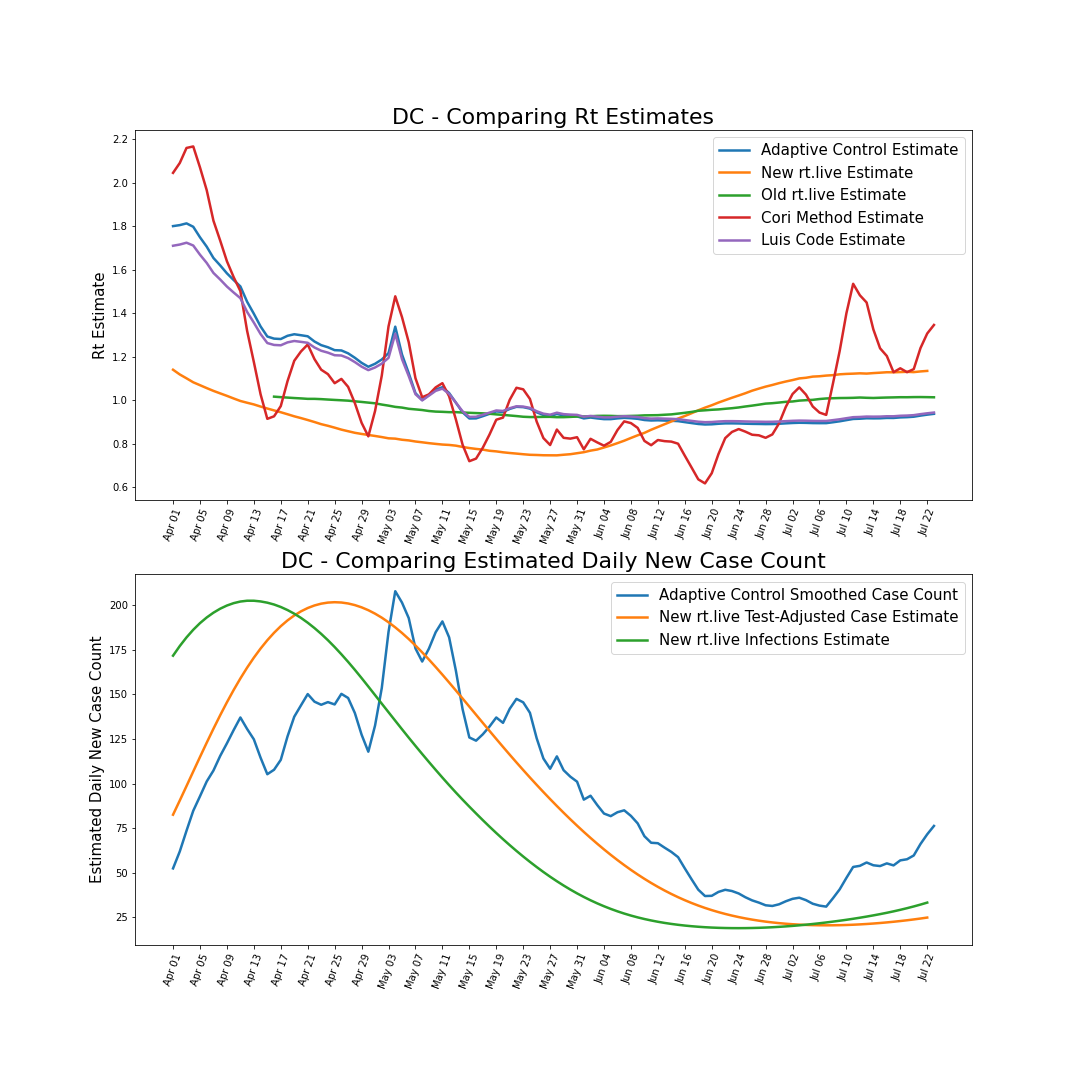 DC - Comparing Rt Estimates
Rt Estimate
2.2
2.0
1.8
1.6
1.4
1.2
1.0
0.8
0.6
Adaptive Control Estimate
New rt.live Estimate
Old rt.live Estimate
Cori Method Estimate
Luis Code Estimate
Apr 01 Apr 05 Apr 09 Apr 13 Apr 17 Apr 21 Apr 25 Apr 29 May 03 May 07 May 11 May 15 May 19 May 23 May 27 May 31 Jun 04 Jun 08 Jun 12 Jun 16 Jun 20 Jun 24 Jun 28 Jul 02 Jul 06 Jul 10 Jul 14 Jul 18 Jul 22
DC - Comparing Estimated Daily New Case Count
Estimated Daily New Case Count
200
175
150
125
100
75
50
25
Adaptive Control Smoothed Case Count
New rt.live Test-Adjusted Case Estimate
New rt.live Infections Estimate
Apr 01 Apr 05 Apr 09 Apr 13 Apr 17 Apr 21 Apr 25 Apr 29 May 03 May 07 May 11 May 15 May 19 May 23 May 27 May 31 Jun 04 Jun 08 Jun 12 Jun 16 Jun 20 Jun 24 Jun 28 Jul 02 Jul 06 Jul 10 Jul 14 Jul 18 Jul 22